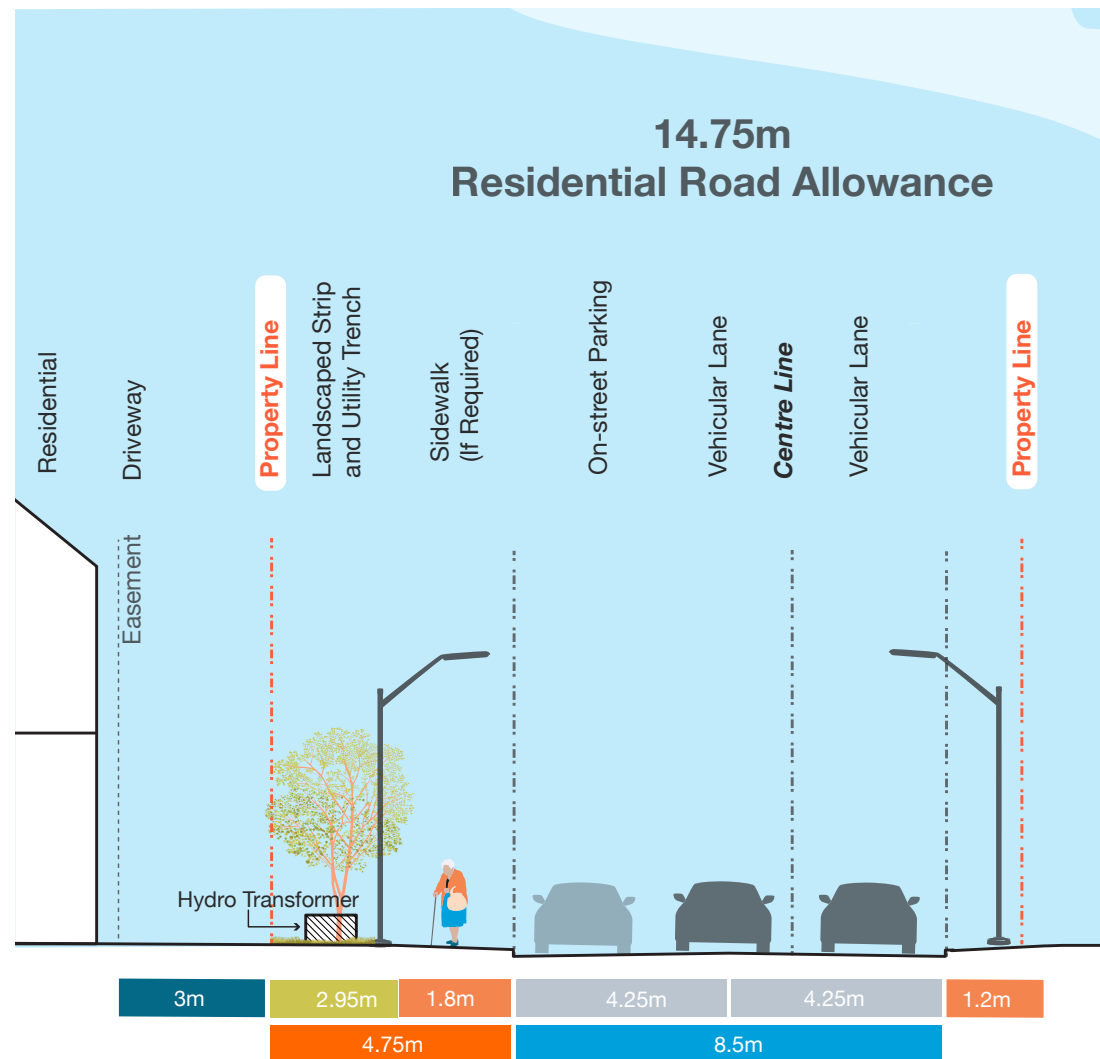 14.75m
Residential Road Allowance
Residential
Driveway
Property Line
Landscaped Strip
and Utility Trench
Sidewalk
(If Required)
On-street Parking
Vehicular Lane
Centre Line
Vehicular Lane
Property Line
Easement
Hydro Transformer
3m
2.95m
1.8m
4.25m
4.25m
1.2m
4.75m
8.5m